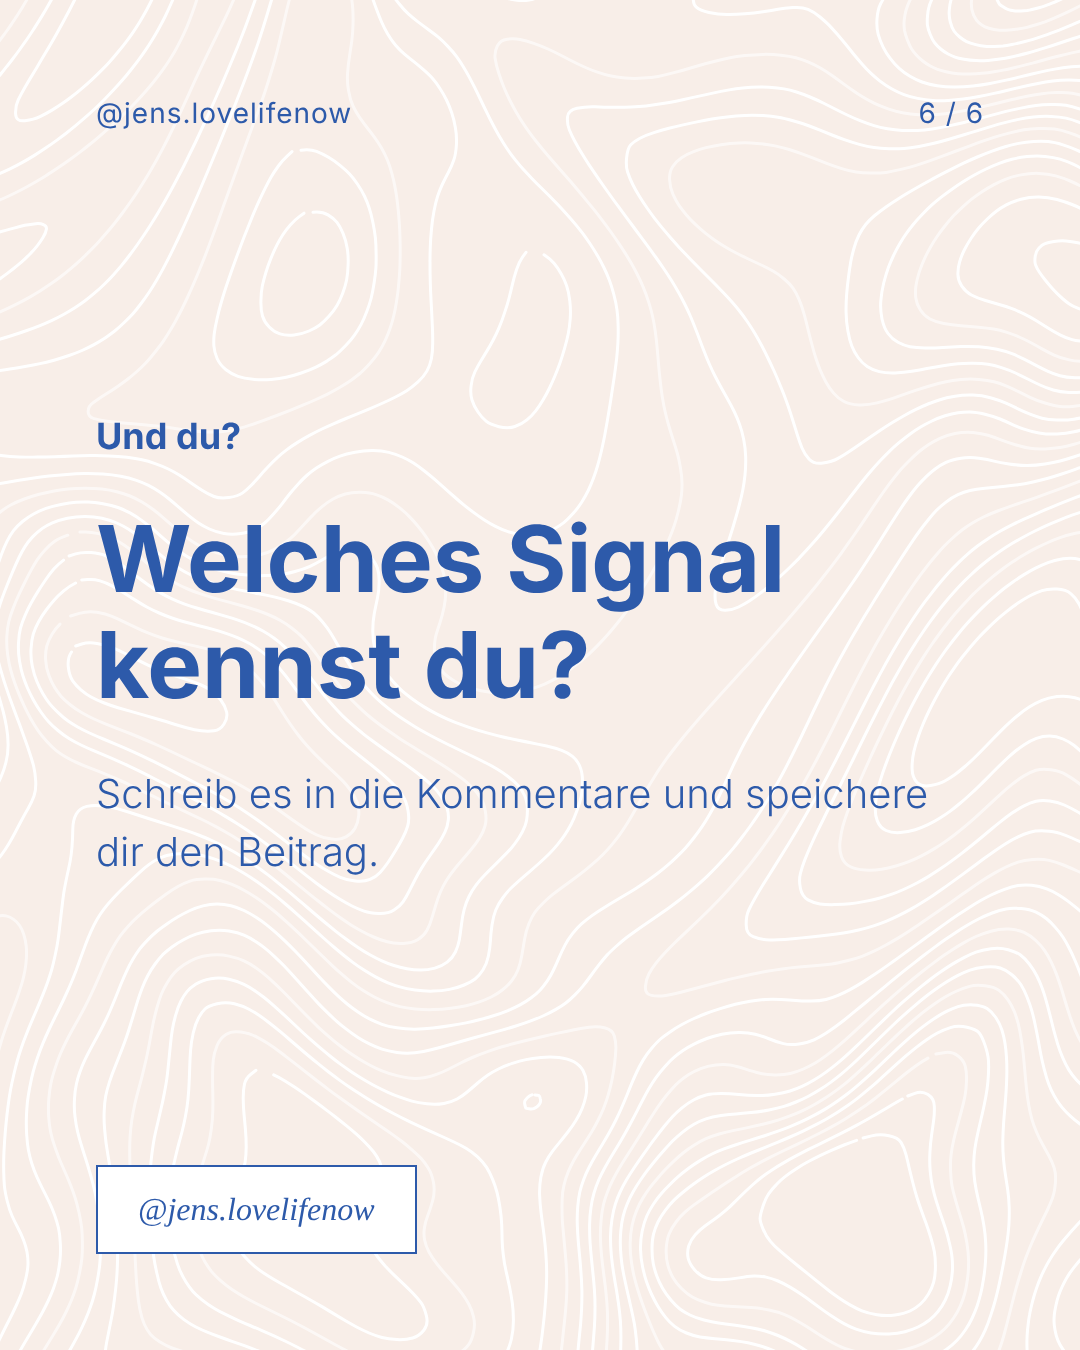 @jens.lovelifenow
6 / 6
Und du?
Welches Signal
kennst du?
Schreib es in die Kommentare und speichere
dir den Beitrag.
@jens.lovelifenow